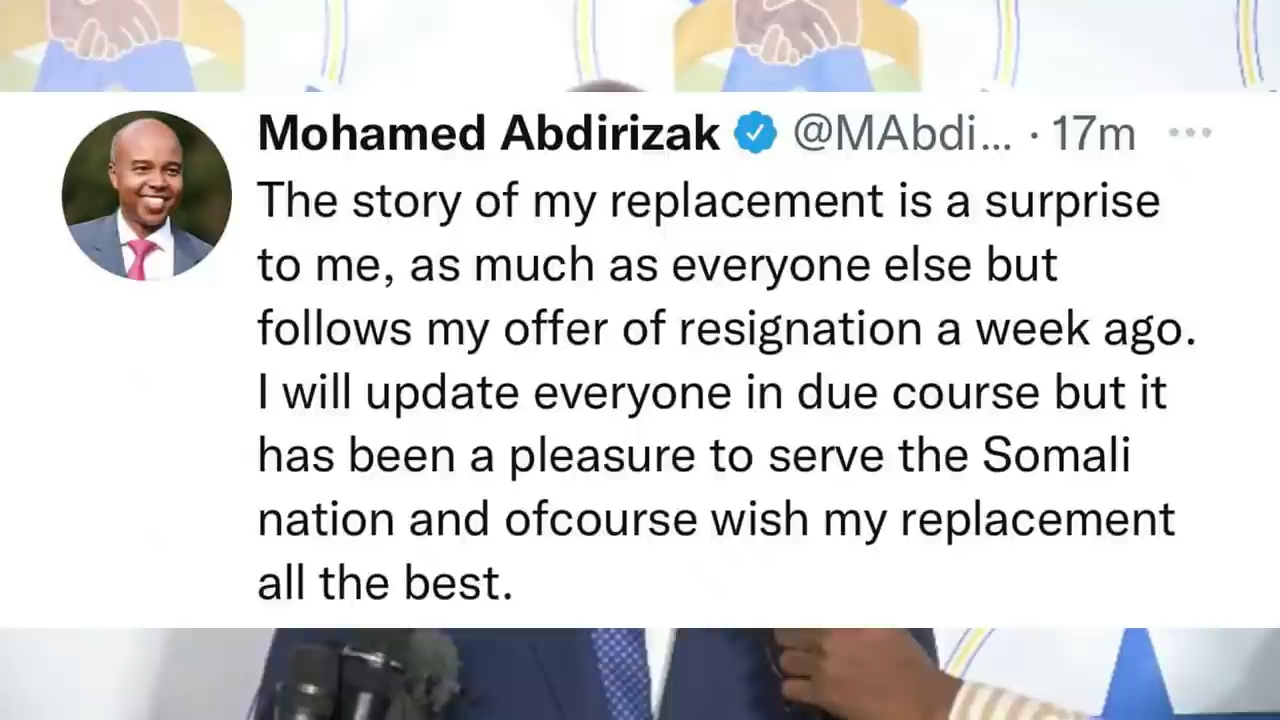 Mohamed Abdirizak @MAbdi... · 17m
The story of my replacement is a surprise
to me, as much as everyone else but
follows my offer of resignation a week ago.
I will update everyone in due course but it
has been a pleasure to serve the Somali
nation and ofcourse wish my replacement
all the best.